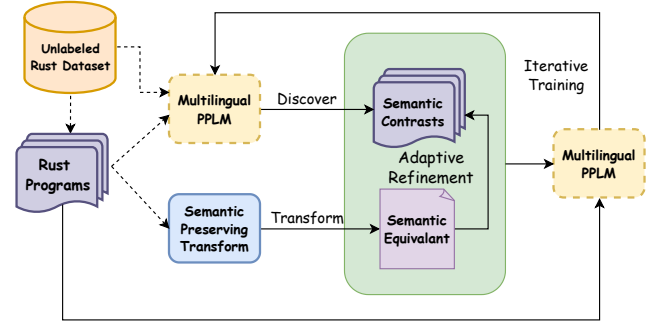 Unlabeled
Rust Dataset
Rust
Programs
Multilingual
PPLM
Discover
Semantic
Preserving
Transform
Transform
Semantic
Contrasts
Adaptive
Refinement
Semantic
Equivalant
Iterative
Training
Multilingual
PPLM